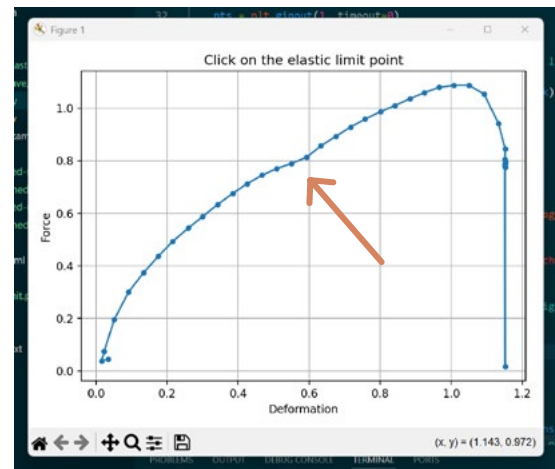 32 pts = plt.ginput(1, timeout=0)
Figure 1
Click on the elastic limit point
1.0
0.8
0.6
0.4
0.2
0.0
Force
0.0 0.2 0.4 0.6 0.8 1.0 1.2
Deformation
(x, y) = (1.143, 0.972)
PROBLEMS OUTPUT DEBUG CONSOLE TERMINAL PORTS